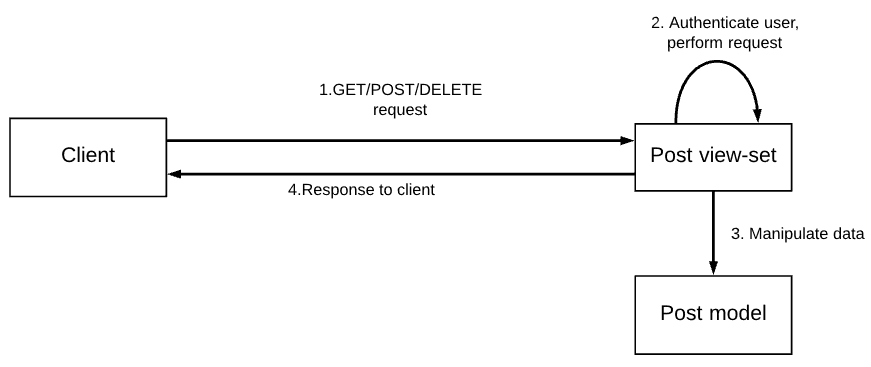 2. Authenticate user,
perform request
1.GET/POST/DELETE
request
Client
Post view-set
4.Response to client
3. Manipulate data
Post model